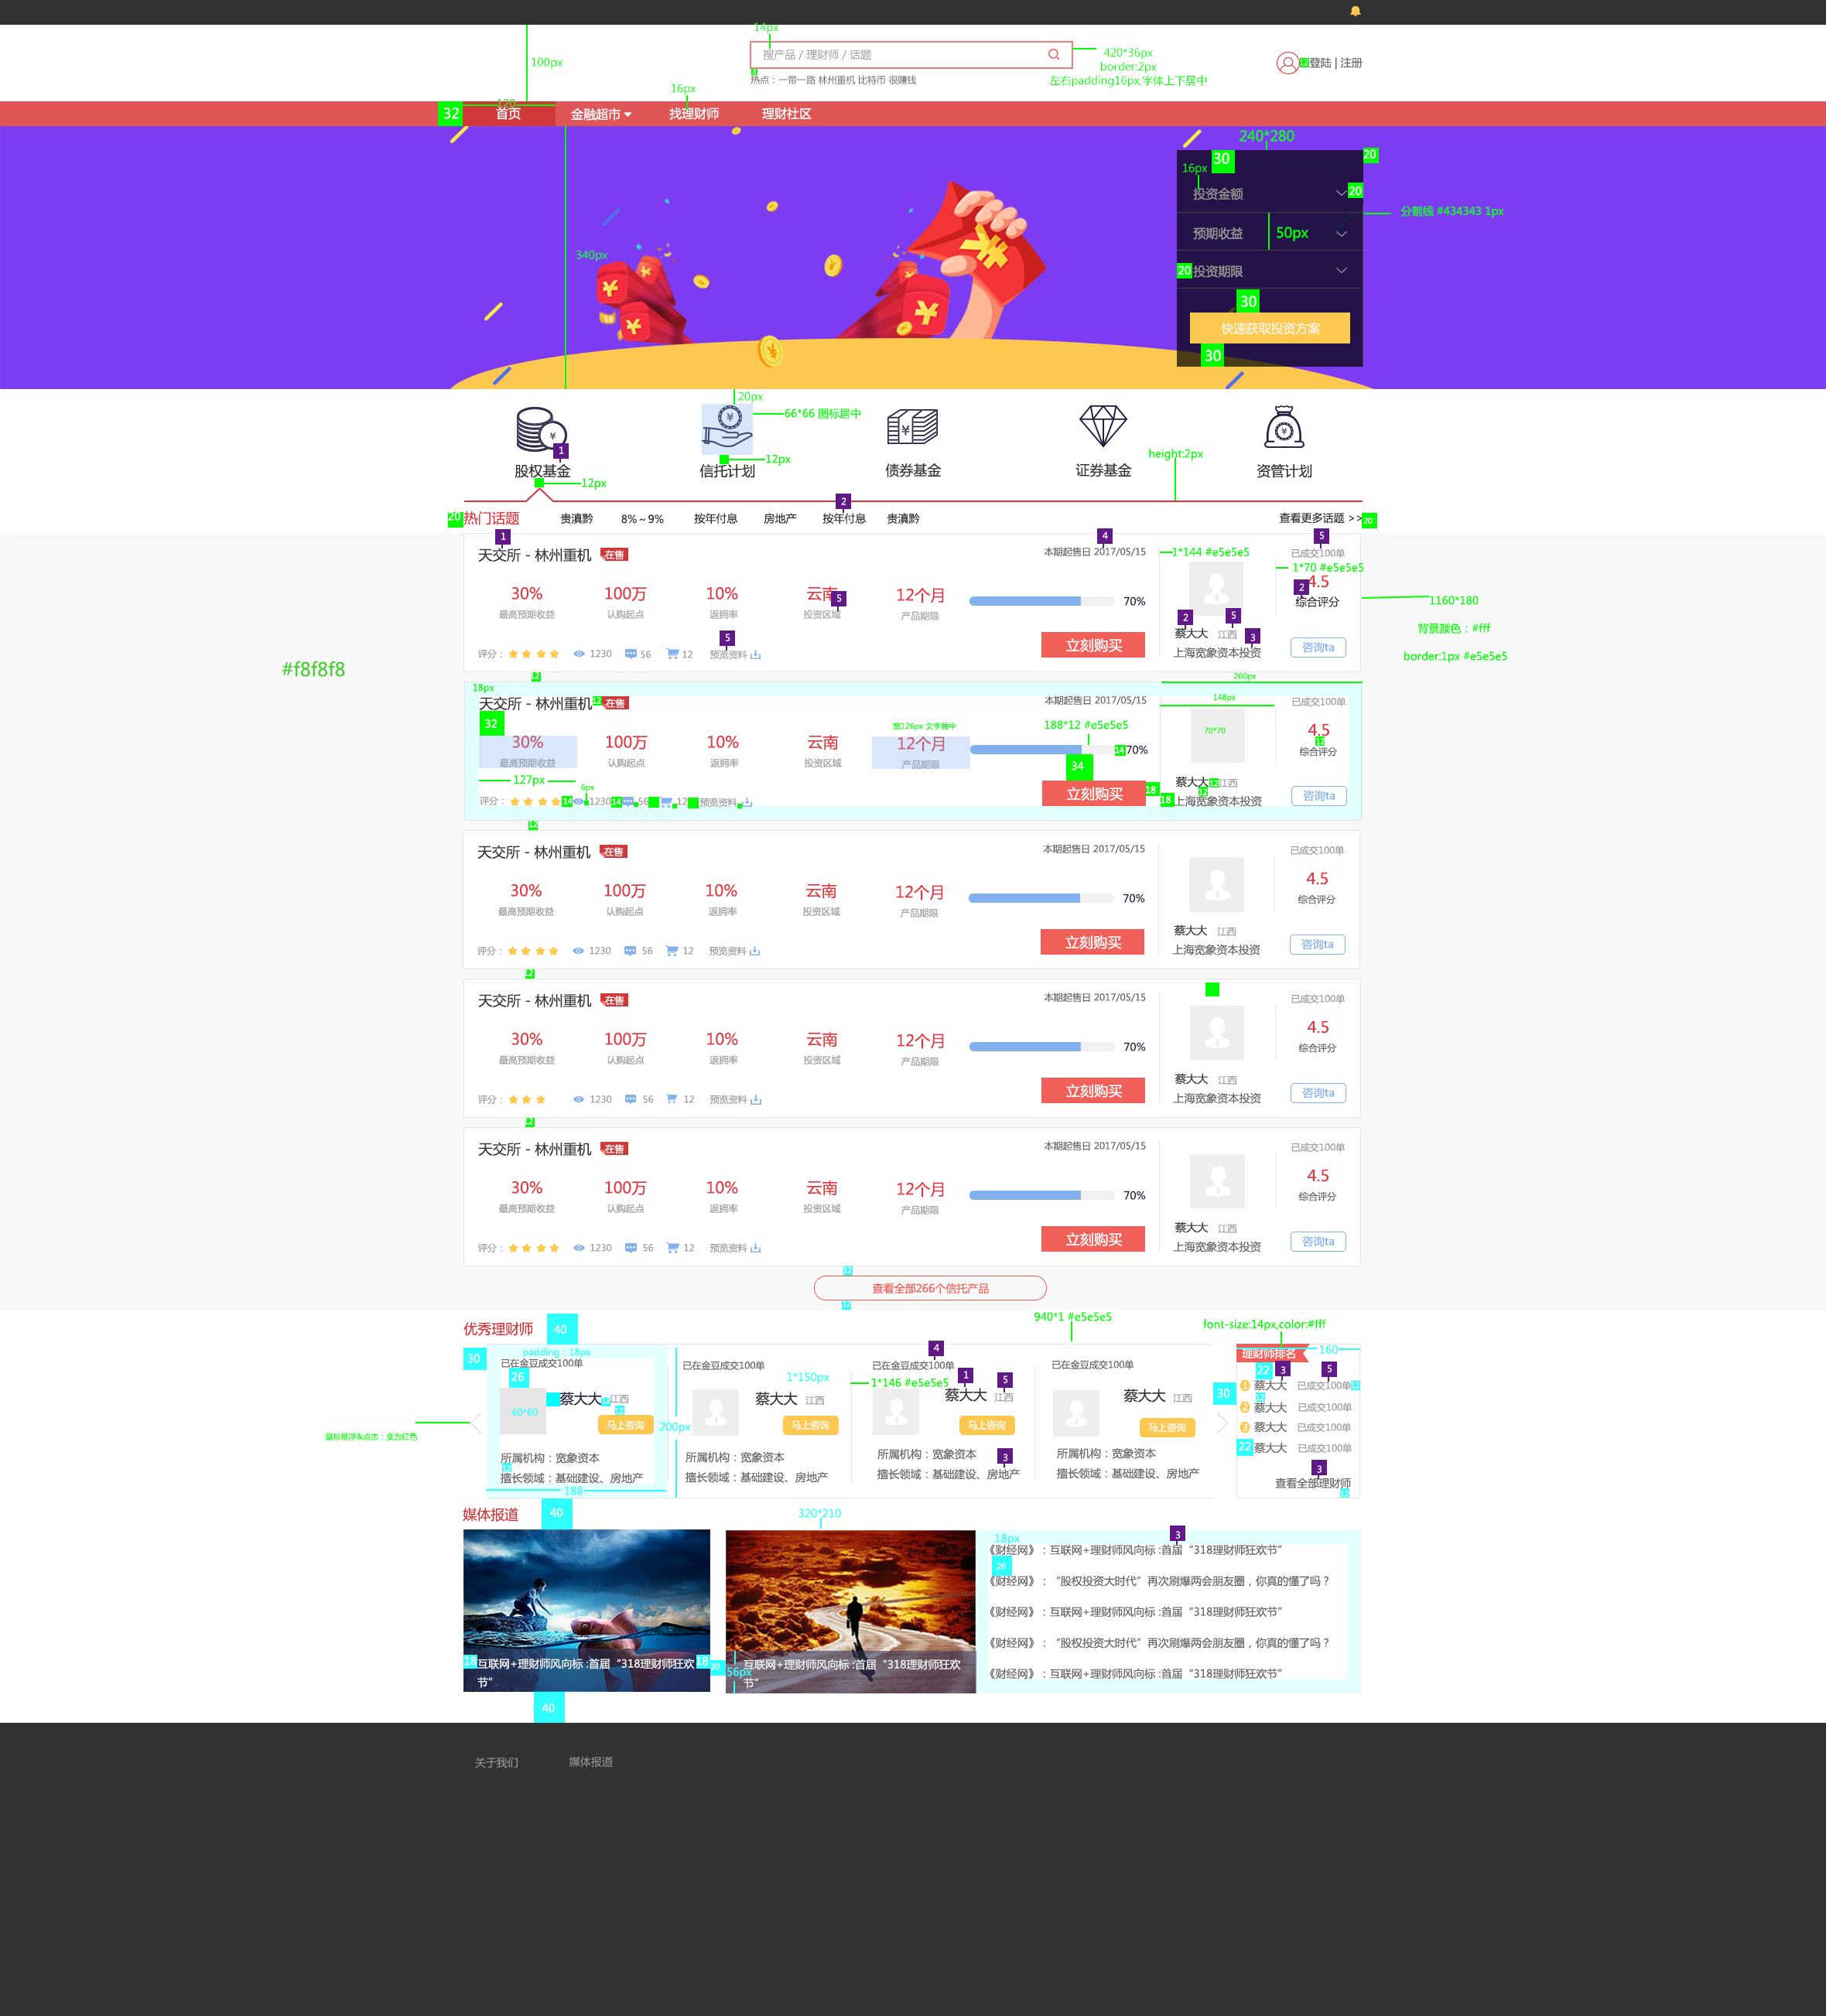 14px
搜产品 / 理财师 / 话题
420*36px
border:2px
左右padding16px,字体上下居中
100px
热点：一带一路 林州重机 比特币 很赚钱
12
登陆 | 注册
16px
120
32
首页
金融超市
找理财师
理财社区
240*280
30
20
16px
投资金额
20
分割线 #434343 1px
预期收益
50px
340px
20
投资期限
30
快速获取投资方案
30
20px
66*66 图标居中
1
12px
height:2px
股权基金
信托计划
债券基金
证券基金
资管计划
12px
2
20
热门话题
贵滇黔
8%～9%
按年付息
房地产
按年付息
贵滇黔
查看更多话题 >>
20
1
4
5
天交所 - 林州重机
在售
本期起售日 2017/05/15
1*144 #e5e5e5
已成交100单
1*70 #e5e5e5
30%
100万
10%
云南
12个月
70%
4.5
2
5
最高预期收益
认购起点
返拥率
投资区域
产品期限
综合评分
1160*180
背景颜色：#fff
border:1px #e5e5e5
2
5
3
5
蔡大大
江西
立刻购买
评分：
1230
56
12
预览资料
上海宽象资本投资
咨询ta
#f8f8f8
12
260px
18px
148px
天交所 - 林州重机
12
在售
本期起售日 2017/05/15
已成交100单
32
宽126px 文字居中
188*12 #e5e5e5
70*70
30%
100万
10%
云南
12个月
14
70%
4.5
12
最高预期收益
认购起点
返拥率
投资区域
产品期限
34
综合评分
127px
6px
蔡大大
12
江西
12
立刻购买
18
18
评分：
14
1230
14
56
12
预览资料
上海宽象资本投资
咨询ta
12
天交所 - 林州重机
在售
本期起售日 2017/05/15
已成交100单
30%
100万
10%
云南
12个月
70%
4.5
最高预期收益
认购起点
返拥率
投资区域
产品期限
综合评分
蔡大大
江西
立刻购买
评分：
1230
56
12
预览资料
上海宽象资本投资
咨询ta
12
天交所 - 林州重机
在售
本期起售日 2017/05/15
已成交100单
30%
100万
10%
云南
12个月
70%
4.5
最高预期收益
认购起点
返拥率
投资区域
产品期限
综合评分
蔡大大
江西
立刻购买
评分：
1230
56
12
预览资料
上海宽象资本投资
咨询ta
12
天交所 - 林州重机
在售
本期起售日 2017/05/15
已成交100单
30%
100万
10%
云南
12个月
70%
4.5
最高预期收益
认购起点
返拥率
投资区域
产品期限
综合评分
蔡大大
江西
立刻购买
评分：
1230
56
12
预览资料
上海宽象资本投资
咨询ta
12
查看全部266个信托产品
12
940*1 #e5e5e5
font-size:14px,color:#fff
优秀理财师
40
30
padding：18px
4
理财师排名
160
已在金豆成交100单
已在金豆成交100单
已在金豆成交100单
已在金豆成交100单
26
1*150px
1*146 #e5e5e5
1
5
22
3
5
60*60
蔡大大
12
江西
12
蔡大大
江西
蔡大大
江西
蔡大大
江西
30
1
蔡大大
已成交100单
12
12
2
蔡大大
已成交100单
3
蔡大大
已成交100单
22
蔡大大
已成交100单
马上咨询
马上咨询
马上咨询
马上咨询
200px
鼠标悬浮&点击：变为红色
所属机构：宽象资本
所属机构：宽象资本
所属机构：宽象资本
所属机构：宽象资本
3
12
3
擅长领域：基础建设、房地产
擅长领域：基础建设、房地产
擅长领域：基础建设、房地产
擅长领域：基础建设、房地产
查看全部理财师
12
188
媒体报道
40
320*210
3
18px
26
《财经网》：互联网+理财师风向标 :首届“318理财师狂欢节”
《财经网》：“股权投资大时代”再次刷爆两会朋友圈，你真的懂了吗？
《财经网》：互联网+理财师风向标 :首届“318理财师狂欢节”
《财经网》：“股权投资大时代”再次刷爆两会朋友圈，你真的懂了吗？
《财经网》：互联网+理财师风向标 :首届“318理财师狂欢节”
18
互联网+理财师风向标 :首届“318理财师狂欢
节”
18
20
56px
互联网+理财师风向标 :首届“318理财师狂欢
节”
40
关于我们
媒体报道